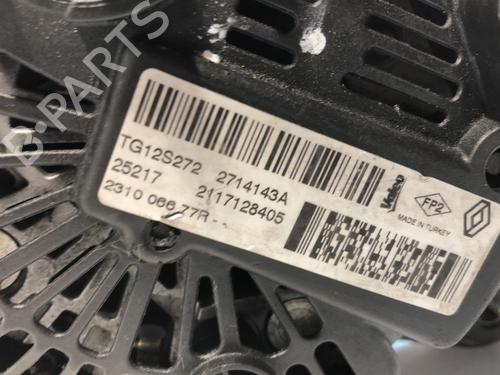 B-PARTS
TG12S272 2714143A
25217 2117128405
2310 066 77R
Valeo
FP2
MADE IN TURKEY